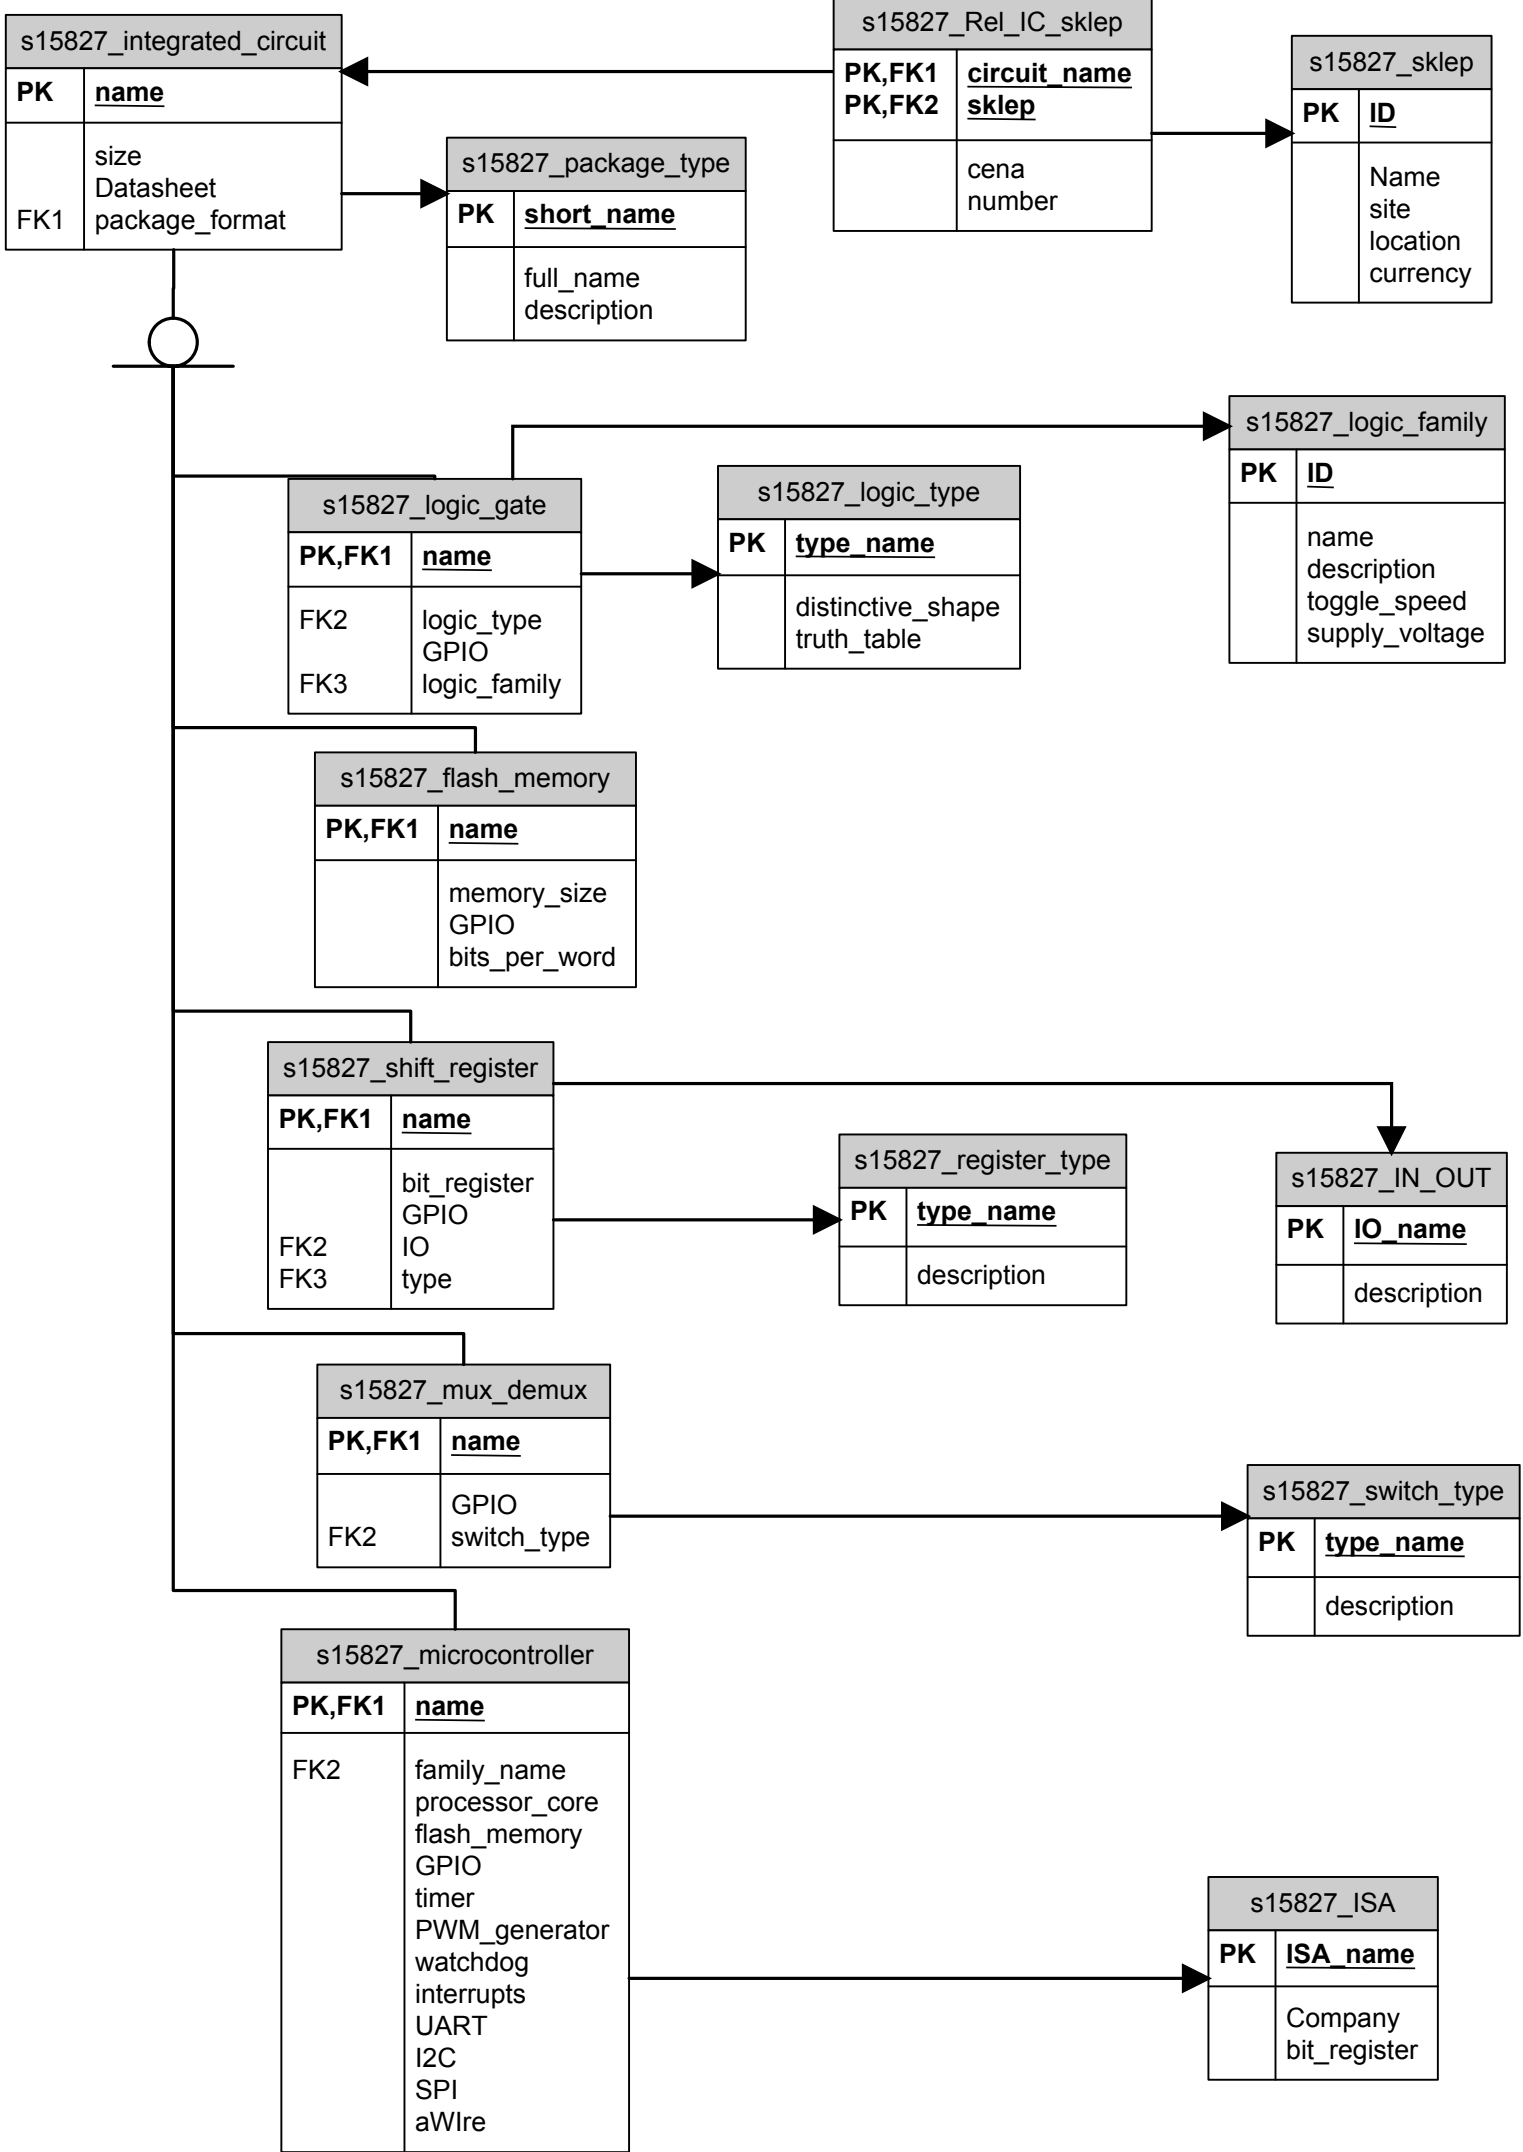 s15827_integrated_circuit
PK name
size
Datasheet
FK1 package_format
s15827_package_type
PK short_name
full_name
description
s15827_Rel_IC_sklep
PK,FK1 circuit_name
PK,FK2 sklep
cena
number
s15827_sklep
PK ID
Name
site
location
currency
s15827_logic_family
PK ID
name
description
toggle_speed
supply_voltage
s15827_logic_gate
PK,FK1 name
FK2 logic_type
GPIO
FK3 logic_family
s15827_logic_type
PK type_name
distinctive_shape
truth_table
s15827_flash_memory
PK,FK1 name
memory_size
GPIO
bits_per_word
s15827_shift_register
PK,FK1 name
bit_register
GPIO
FK2 IO
FK3 type
s15827_register_type
PK type_name
description
s15827_IN_OUT
PK IO_name
description
s15827_mux_demux
PK,FK1 name
GPIO
FK2 switch_type
s15827_switch_type
PK type_name
description
s15827_microcontroller
PK,FK1 name
FK2 family_name
processor_core
flash_memory
GPIO
timer
PWM_generator
watchdog
interrupts
UART
I2C
SPI
aWIre
s15827_ISA
PK ISA_name
Company
bit_register